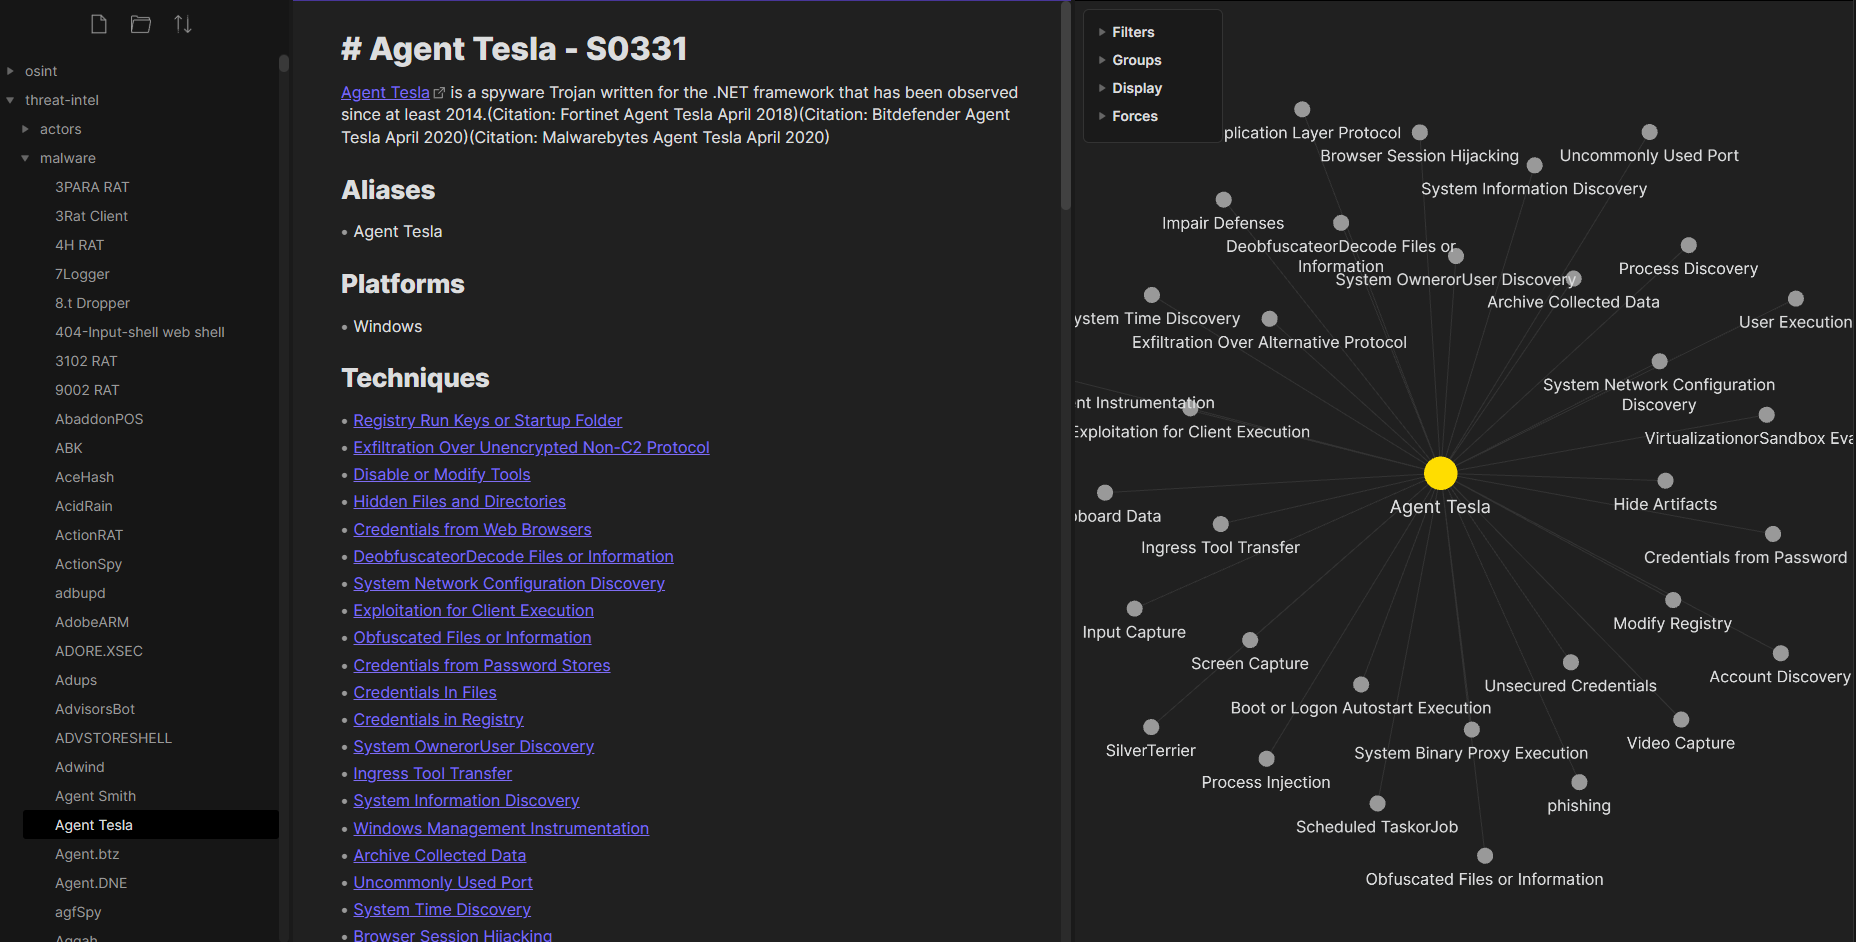 osint
threat-intel
actors
malware
3PARA RAT
3Rat Client
4H RAT
7Logger
8.t Dropper
404-Input-shell web shell
3102 RAT
9002 RAT
AbaddonPOS
ABK
AceHash
AcidRain
ActionRAT
ActionSpy
adbupd
AdobeARM
ADORE.XSEC
Adups
AdvisorsBot
ADVSTORESHELL
Adwind
Agent Smith
Agent Tesla
Agent.btz
Agent.DNE
agfSpy
# Agent Tesla - S0331
Agent Tesla is a spyware Trojan written for the .NET framework that has been observed
since at least 2014.(Citation: Fortinet Agent Tesla April 2018)(Citation: Bitdefender Agent
Tesla April 2020)(Citation: Malwarebytes Agent Tesla April 2020)
Aliases
• Agent Tesla
Platforms
• Windows
Techniques
• Registry Run Keys or Startup Folder
• Exfiltration Over Unencrypted Non-C2 Protocol
• Disable or Modify Tools
• Hidden Files and Directories
• Credentials from Web Browsers
• DeobfuscateorDecode Files or Information
• System Network Configuration Discovery
• Exploitation for Client Execution
• Obfuscated Files or Information
• Credentials from Password Stores
• Credentials In Files
• Credentials in Registry
• System OwnerorUser Discovery
• Ingress Tool Transfer
• System Information Discovery
• Windows Management Instrumentation
• Archive Collected Data
• Uncommonly Used Port
• System Time Discovery
• Browser Session Hijacking
Filters
Groups
Display
Forces
plication Layer Protocol
Browser Session Hijacking
Uncommonly Used Port
System Information Discovery
Impair Defenses
DeobfuscateorDecode Files or
Information
System OwnerorUser Discovery
Process Discovery
Archive Collected Data
ystem Time Discovery
User Execution
Exfiltration Over Alternative Protocol
System Network Configuration
Discovery
nt Instrumentation
Exploitation for Client Execution
VirtualizationorSandbox Eva
Agent Tesla
Hide Artifacts
board Data
Ingress Tool Transfer
Credentials from Password
Input Capture
Modify Registry
Screen Capture
Account Discovery
Unsecured Credentials
Boot or Logon Autostart Execution
SilverTerrier
Video Capture
System Binary Proxy Execution
Process Injection
phishing
Scheduled TaskorJob
Obfuscated Files or Information